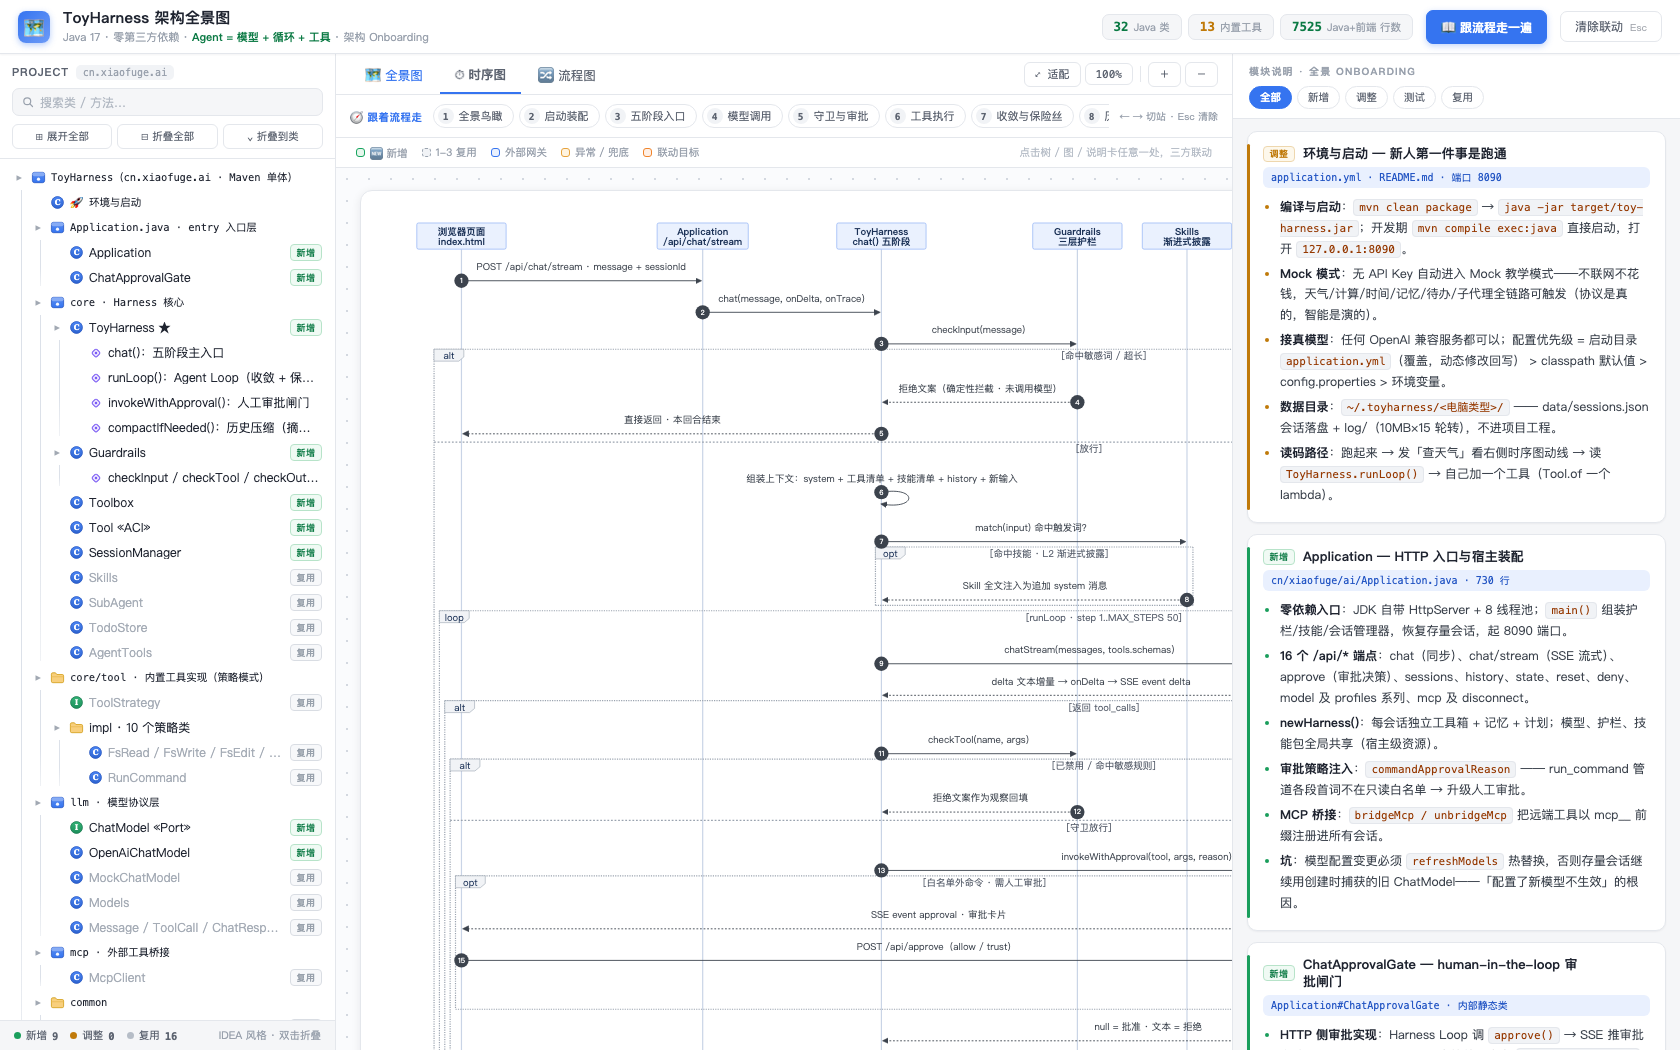 ToyHarness 架构全景图
Java 17 · 零第三方依赖 · Agent = 模型 + 循环 + 工具 · 架构 Onboarding
32 Java 类
13 内置工具
7525 Java+前端 行数
跟流程走一遍
清除联动 Esc
PROJECT cn.xiaofuge.ai
搜索类 / 方法...
展开全部
折叠全部
折叠到类
ToyHarness (cn.xiaofuge.ai · Maven 单体)
环境与启动
Application.java · entry 入口层
Application 新增
ChatApprovalGate 新增
core · Harness 核心
ToyHarness ★ 新增
chat(): 五阶段主入口
runLoop(): Agent Loop (收敛 + 保...
invokeWithApproval(): 人工审批闸门
compactIfNeeded(): 历史压缩 (摘...
Guardrails 新增
checkInput / checkTool / checkOut...
Toolbox 新增
Tool «ACI» 新增
SessionManager 新增
Skills 复用
SubAgent 复用
TodoStore 复用
AgentTools 复用
core/tool · 内置工具实现 (策略模式)
ToolStrategy 复用
impl · 10 个策略类
FsRead / FsWrite / FsEdit / ... 复用
RunCommand 复用
llm · 模型协议层
ChatModel «Port» 新增
OpenAiChatModel 新增
MockChatModel 复用
Models 复用
Message / ToolCall / ChatResp... 复用
mcp · 外部工具桥接
McpClient 复用
common
新增 9 调整 0 复用 16 IDEA 风格 · 双击折叠
全景图
时序图
流程图
✓ 适配
100%
+
−
跟着流程走
1 全景鸟瞰
2 启动装配
3 五阶段入口
4 模型调用
5 守卫与审批
6 工具执行
7 收敛与保险丝
8
←→ 切站 · Esc 清除
NEW 新增
1-3 复用
外部网关
异常 / 兜底
联动目标
点击树 / 图 / 说明卡任意一处，三方联动
浏览器页面
index.html
Application
/api/chat/stream
ToyHarness
chat() 五阶段
Guardrails
三层护栏
Skills
渐进式披露
POST /api/chat/stream · message + sessionId
1
chat(message, onDelta, onTrace)
2
checkInput(message)
3
alt
[命中敏感词 / 超长]
拒绝文案 (确定性拦截 · 未调用模型)
4
直接返回 · 本回合结束
5
[放行]
组装上下文: system + 工具清单 + 技能清单 + history + 新输入
6
match(input) 命中触发词?
7
opt
[命中技能 · L2 渐进式披露]
Skill 全文注入为追加 system 消息
8
loop
[runLoop · step 1..MAX_STEPS 50]
chatStream(messages, tools.schemas)
9
delta 文本增量 → onDelta → SSE event delta
alt
[返回 tool_calls]
checkTool(name, args)
11
alt
[已禁用 / 命中敏感规则]
拒绝文案作为观察回填
12
[守卫放行]
invokeWithApproval(tool, args, reason)
13
opt
[白名单外命令 · 需人工审批]
SSE event approval · 审批卡片
POST /api/approve (allow / trust)
15
null = 批准 · 文本 = 拒绝
模块说明 · 全景 ONBOARDING
全部
新增
调整
测试
复用
调整 环境与启动 — 新人第一件事是跑通
application.yml · README.md · 端口 8090
编译与启动: mvn clean package → java -jar target/toy-
harness.jar; 开发期 mvn compile exec:java 直接启动，打
开 127.0.0.1:8090。
Mock 模式: 无 API Key 自动进入 Mock 教学模式——不联网不花
钱，天气/计算/时间/记忆/待办/子代理全链路可触发 (协议是真
的，智能是演的)。
接真模型: 任何 OpenAI 兼容服务都可以; 配置优先级 = 启动目录
application.yml (覆盖，动态修改回写) > classpath 默认值 >
config.properties > 环境变量。
数据目录: ~/.toyharness/<电脑类型>/ —— data/sessions.json
会话落盘 + log/ (10MB×15 轮转)，不进项目工程。
读码路径: 跑起来 → 发「查天气」看右侧时序图动线 → 读
ToyHarness.runLoop() → 自己加一个工具 (Tool.of 一个
lambda)。
新增 Application — HTTP 入口与宿主装配
cn/xiaofuge/ai/Application.java · 730 行
零依赖入口: JDK 自带 HttpServer + 8 线程池; main() 组装护
栏/技能/会话管理器，恢复存量会话，起 8090 端口。
16 个 /api/* 端点: chat (同步)、chat/stream (SSE 流式)、
approve (审批决策)、sessions、history、state、reset、deny、
model 及 profiles 系列、mcp 及 disconnect。
newHarness(): 每会话独立工具箱 + 记忆 + 计划; 模型、护栏、技
能包全局共享 (宿主级资源)。
审批策略注入: commandApprovalReason —— run_command 管
道各段首词不在只读白名单 → 升级人工审批。
MCP 桥接: bridgeMcp / unbridgeMcp 把远端工具以 mcp__ 前
缀注册进所有会话。
坑: 模型配置变更必须 refreshModels 热替换，否则存量会话继
续用创建时捕获的旧 ChatModel——「配置了新模型不生效」的根
因。
新增 ChatApprovalGate — human-in-the-loop 审
批闸门
Application#ChatApprovalGate · 内部静态类
HTTP 侧审批实现: Harness Loop 调 approve() → SSE 推审批